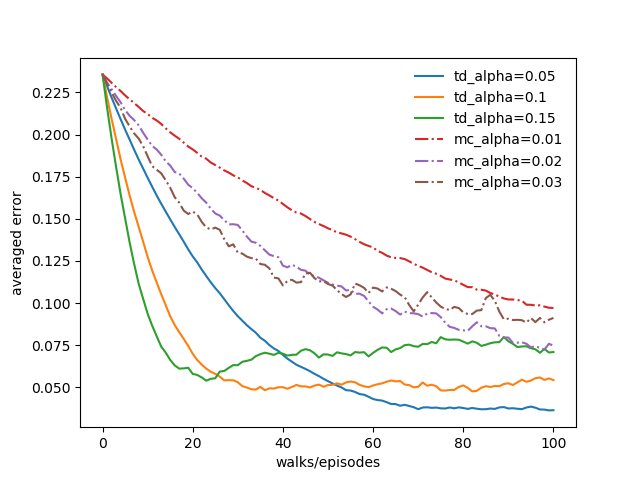 td_alpha=0.05
td_alpha=0.1
td_alpha=0.15
mc_alpha=0.01
mc_alpha=0.02
mc_alpha=0.03
0.225
0.200
0.175
0.150
0.125
0.100
0.075
0.050
averaged error
0 20 40 60 80 100
walks/episodes